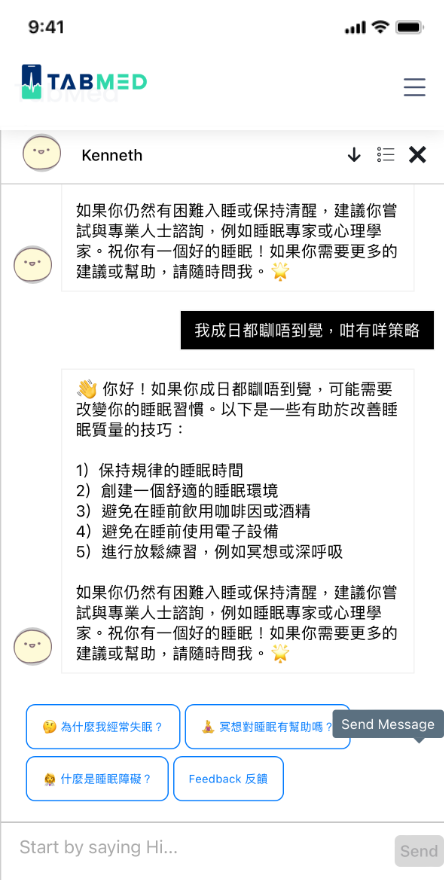 9:41
TABMED
Kenneth
如果你仍然有困難入睡或保持清醒，建議你嘗
試與專業人士諮詢，例如睡眠專家或心理學
家。祝你有一個好的睡眠！如果你需要更多的
建議或幫助，請隨時問我。🌟
我成日都瞓唔到覺，咁有咩策略
👋 你好！如果你成日都瞓唔到覺，可能需要
改變你的睡眠習慣。以下是一些有助於改善睡
眠質量的技巧：
1）保持規律的睡眠時間
2）創建一個舒適的睡眠環境
3）避免在睡前飲用咖啡因或酒精
4）避免在睡前使用電子設備
5）進行放鬆練習，例如冥想或深呼吸
如果你仍然有困難入睡或保持清醒，建議你嘗
試與專業人士諮詢，例如睡眠專家或心理學
家。祝你有一個好的睡眠！如果你需要更多的
建議或幫助，請隨時問我。🌟
🤔 為什麼我經常失眠？
🧘 冥想對睡眠有幫助嗎？
Send Message
什麼是睡眠障礙？
Feedback 反饋
Start by saying Hi...
Send